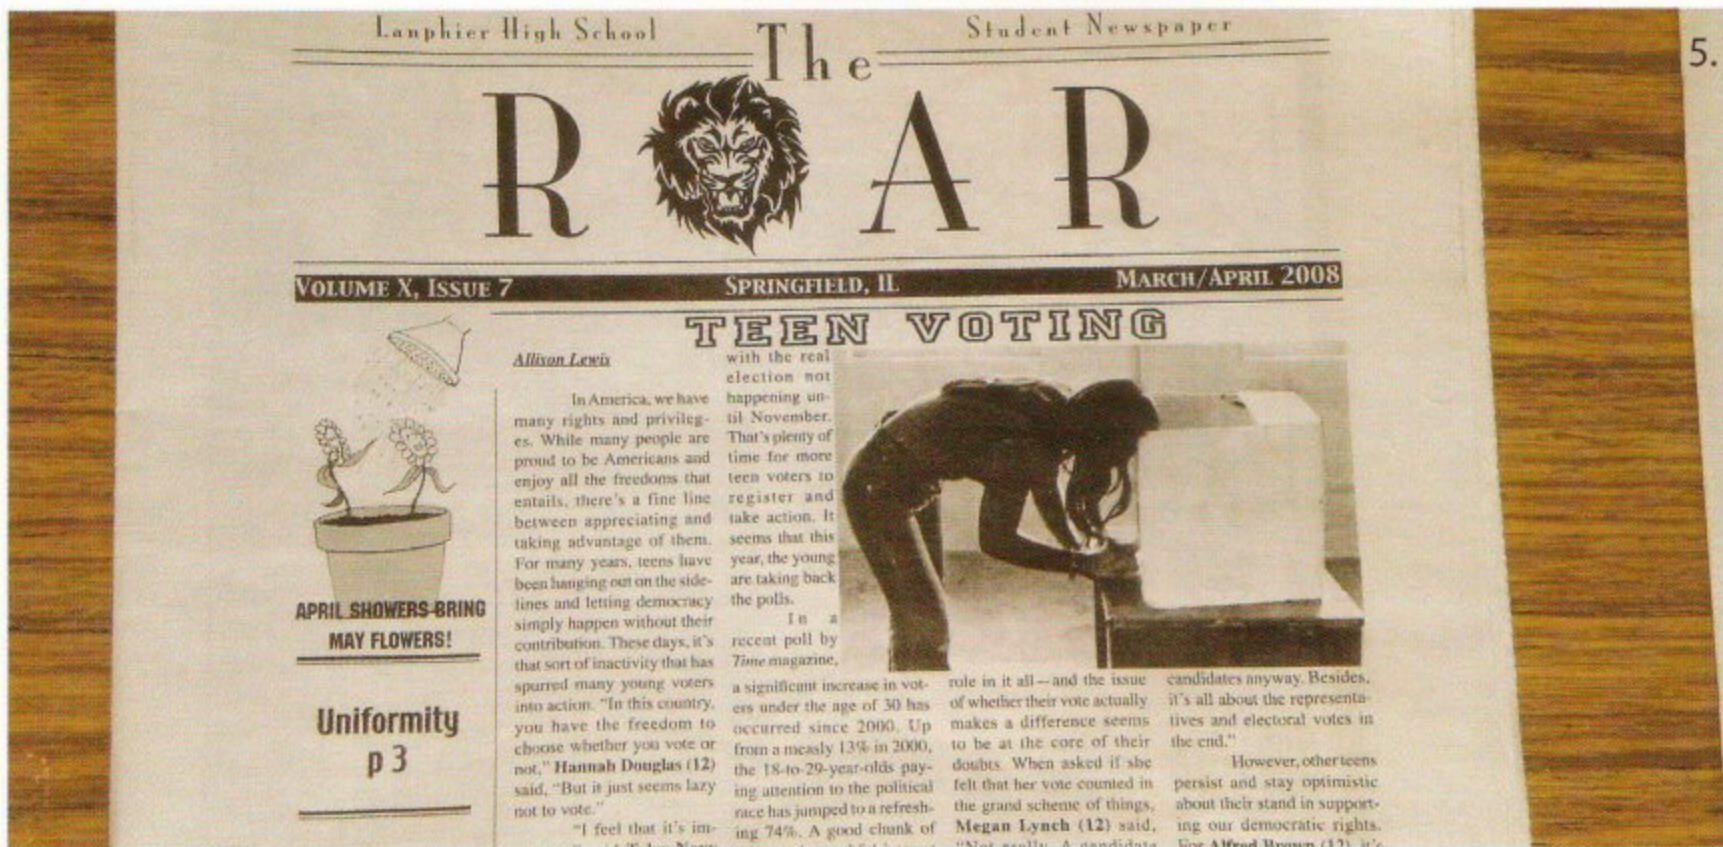 Lanphier High School
Student Newspaper
The
ROAR
VOLUME X, ISSUE 7
SPRINGFIELD, IL
MARCH/APRIL 2008
5.
APRIL SHOWERS BRING
MAY FLOWERS!
Uniformity
p 3
TEEN VOTING
Allison Lewis
In America, we have
many rights and privileg-
es. While many people are
proud to be Americans and
enjoy all the freedoms that
entails, there's a fine line
between appreciating and
taking advantage of them.
For many years, teens have
been hanging out on the side-
lines and letting democracy
simply happen without their
contribution. These days, it's
that sort of inactivity that has
spurred many young voters
into action. "In this country,
you have the freedom to
choose whether you vote or
not," Hannah Douglas (12)
said, "But it just seems lazy
not to vote."
"I feel that it's im-
with the real
election not
happening un-
til November.
That's plenty of
time for more
teen voters to
register and
take action. It
seems that this
year, the young
are taking back
the polls.
In a
recent poll by
Time magazine,
a significant increase in vot-
ers under the age of 30 has
occurred since 2000. Up
from a measly 13% in 2000,
the 18-to-29-year-olds pay-
ing attention to the political
race has jumped to a refresh-
ing 74%. A good chunk of
role in it all—and the issue
of whether their vote actually
makes a difference seems
to be at the core of their
doubts. When asked if she
felt that her vote counted in
the grand scheme of things,
Megan Lynch (12) said,
"Not really. A candidate
candidates anyway. Besides,
it's all about the representa-
tives and electoral votes in
the end."
However, other teens
persist and stay optimistic
about their stand in support-
ing our democratic rights.
For Alfred Brown (12), it's